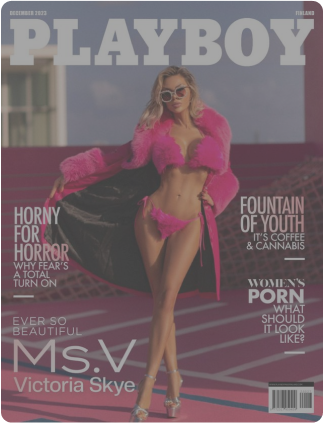 DECEMBER 2023
FINLAND
PLAYBOY
HORNY
FOR
HORROR
WHY FEAR'S
A TOTAL
TURN ON
FOUNTAIN
OF YOUTH
IT'S COFFEE
& CANNABIS
WOMEN'S
PORN
WHAT
SHOULD
IT LOOK
LIKE?
EVER SO
BEAUTIFUL
Ms.V
Victoria Skye